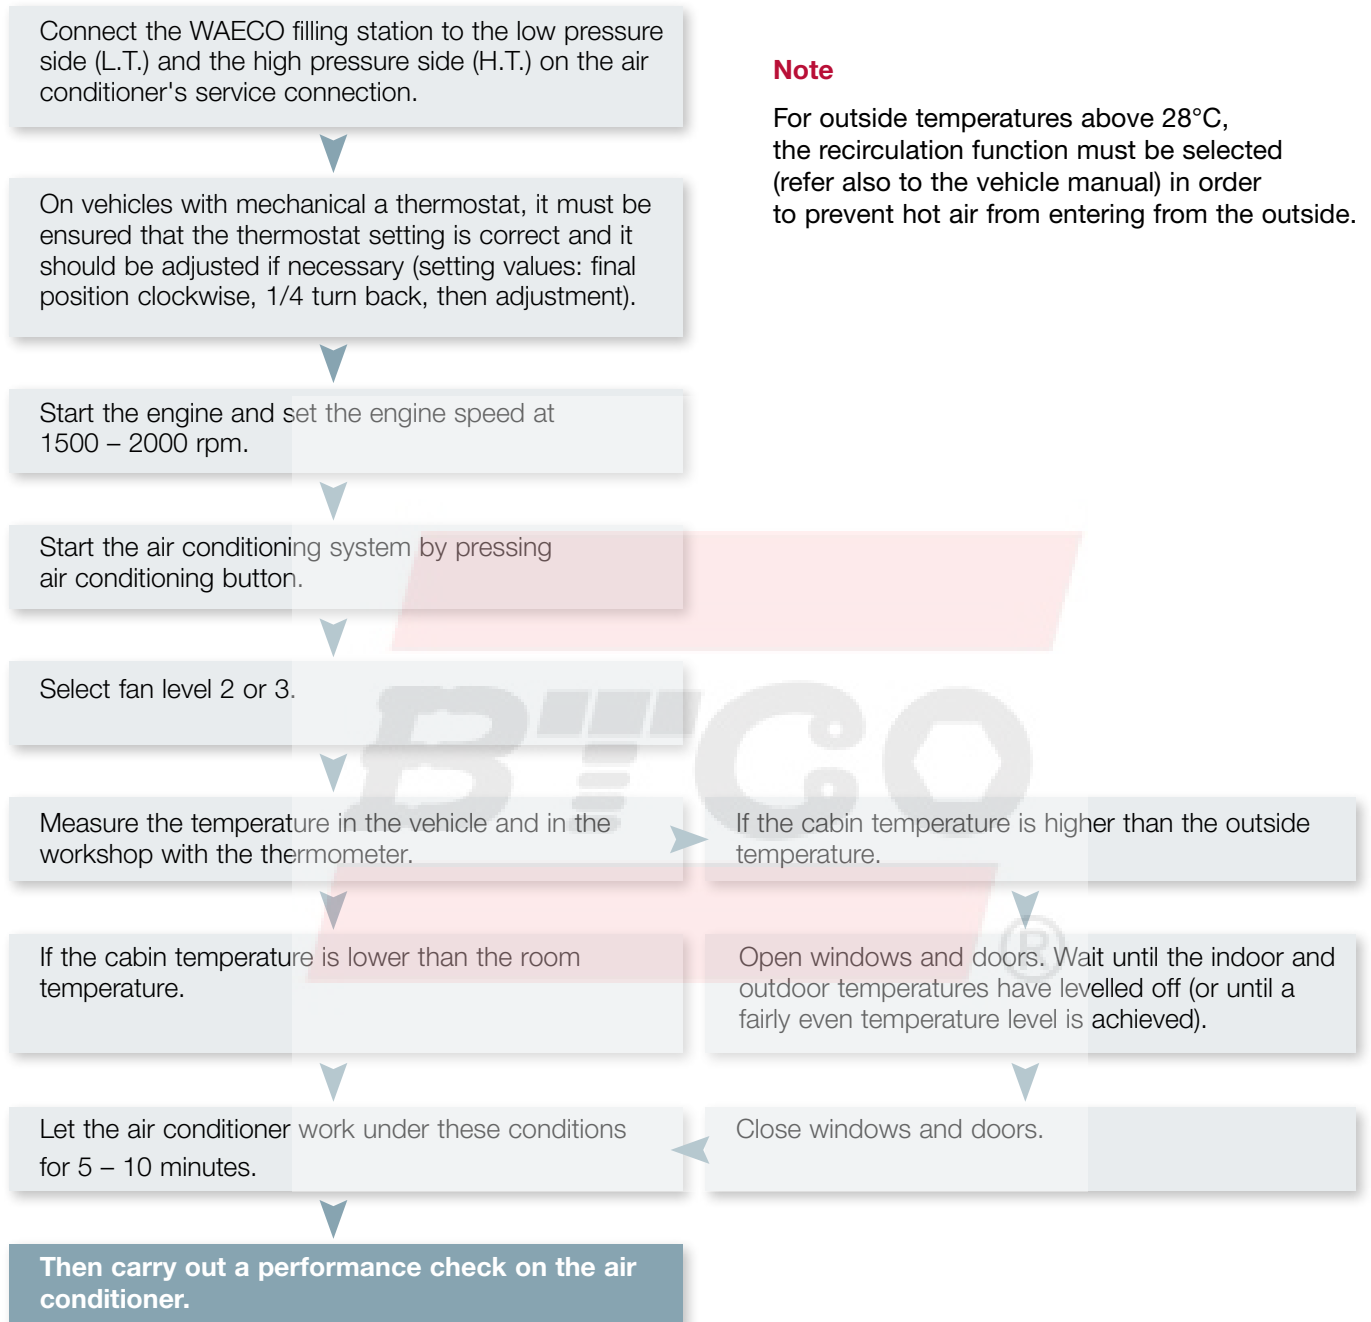 Connect the WAECO filling station to the low pressure
side (L.T.) and the high pressure side (H.T.) on the air
conditioner's service connection.
Note
For outside temperatures above 28°C,
the recirculation function must be selected
(refer also to the vehicle manual) in order
to prevent hot air from entering from the outside.
On vehicles with mechanical a thermostat, it must be
ensured that the thermostat setting is correct and it
should be adjusted if necessary (setting values: final
position clockwise, 1/4 turn back, then adjustment).
Start the engine and set the engine speed at
1500 – 2000 rpm.
Start the air conditioning system by pressing
air conditioning button.
Select fan level 2 or 3.
BTCO
®
Measure the temperature in the vehicle and in the
workshop with the thermometer.
If the cabin temperature is higher than the outside
temperature.
If the cabin temperature is lower than the room
temperature.
Open windows and doors. Wait until the indoor and
outdoor temperatures have levelled off (or until a
fairly even temperature level is achieved).
Let the air conditioner work under these conditions
for 5 – 10 minutes.
Close windows and doors.
Then carry out a performance check on the air
conditioner.